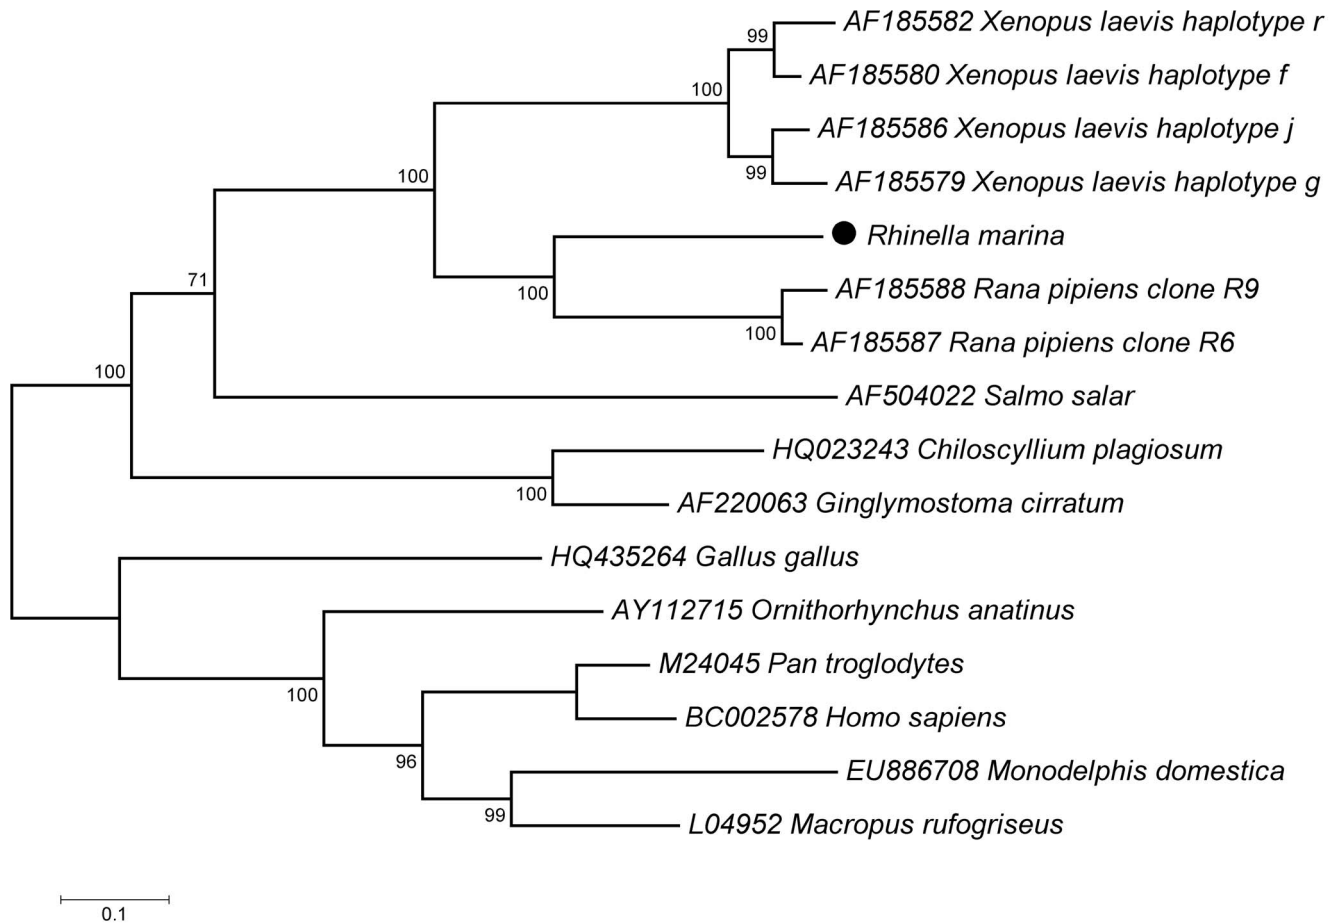 99
AF185582 Xenopus laevis haplotype r
AF185580 Xenopus laevis haplotype f
100
AF185586 Xenopus laevis haplotype j
99
AF185579 Xenopus laevis haplotype g
100
Rhinella marina
71
100
AF185588 Rana pipiens clone R9
100
AF185587 Rana pipiens clone R6
100
AF504022 Salmo salar
HQ023243 Chiloscyllium plagiosum
100
AF220063 Ginglymostoma cirratum
HQ435264 Gallus gallus
AY112715 Ornithorhynchus anatinus
M24045 Pan troglodytes
100
BC002578 Homo sapiens
96
EU886708 Monodelphis domestica
99
L04952 Macropus rufogriseus
0.1